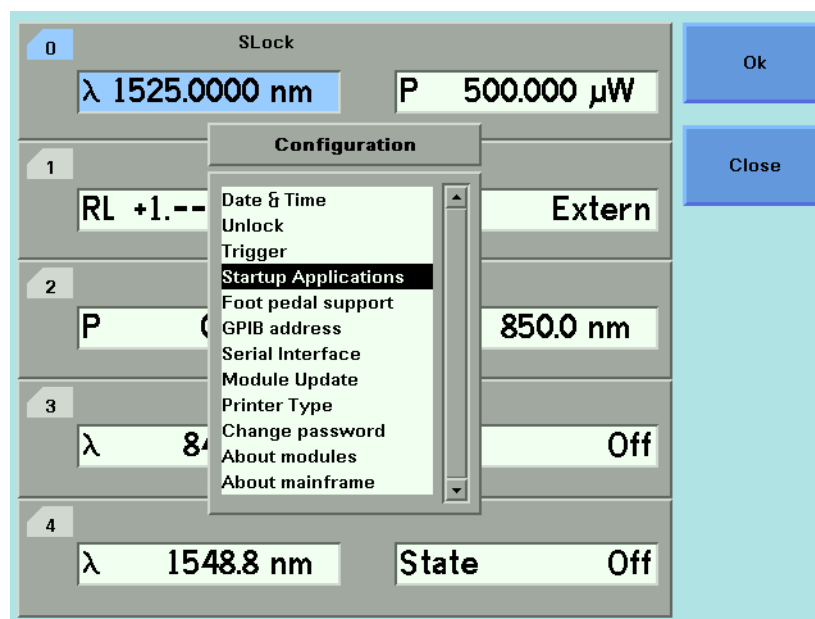 0
SLock
λ 1525.0000 nm
P 500.000 µW
Ok
Close
Configuration
Date & Time
Unlock
Trigger
Startup Applications
Foot pedal support
GPIB address
Serial Interface
Module Update
Printer Type
Change password
About modules
About mainframe
1
RL +1.--
Extern
2
P
850.0 nm
3
λ
Off
4
λ 1548.8 nm
State Off